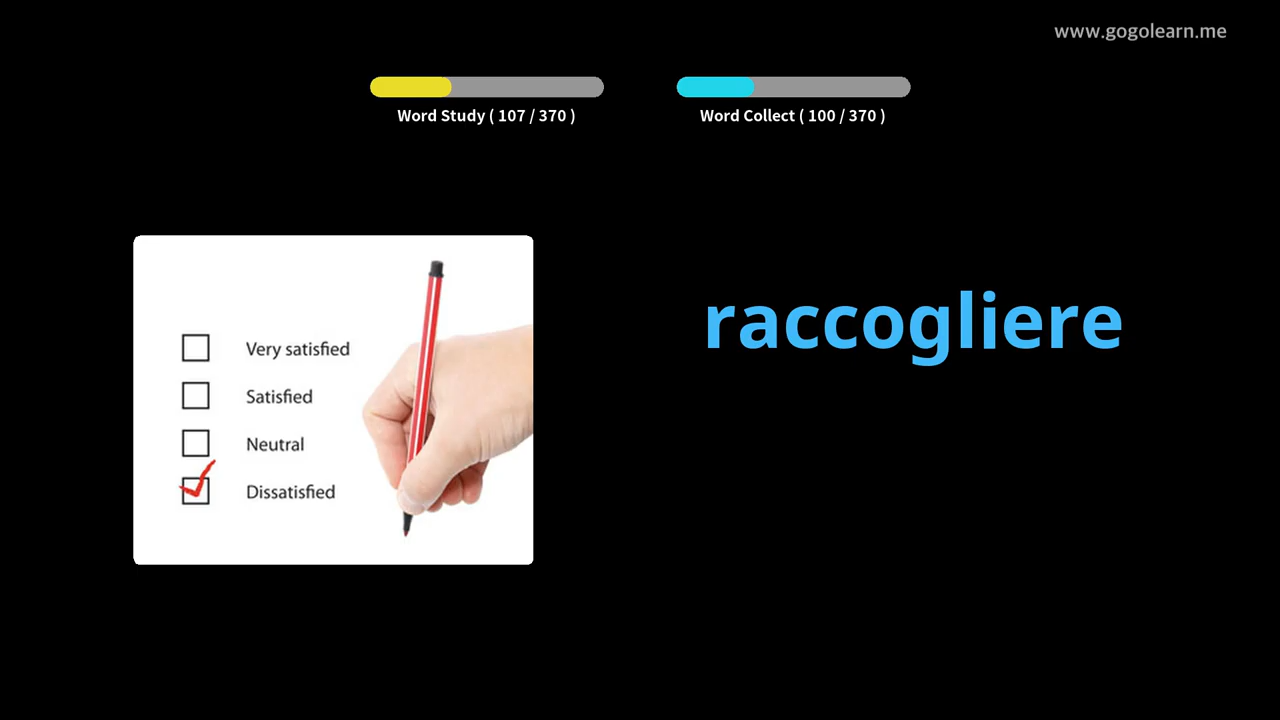 www.gogolearn.me
Word Study ( 107 / 370 )
Word Collect ( 100 / 370 )
Very satisfied
Satisfied
Neutral
Dissatisfied
raccogliere